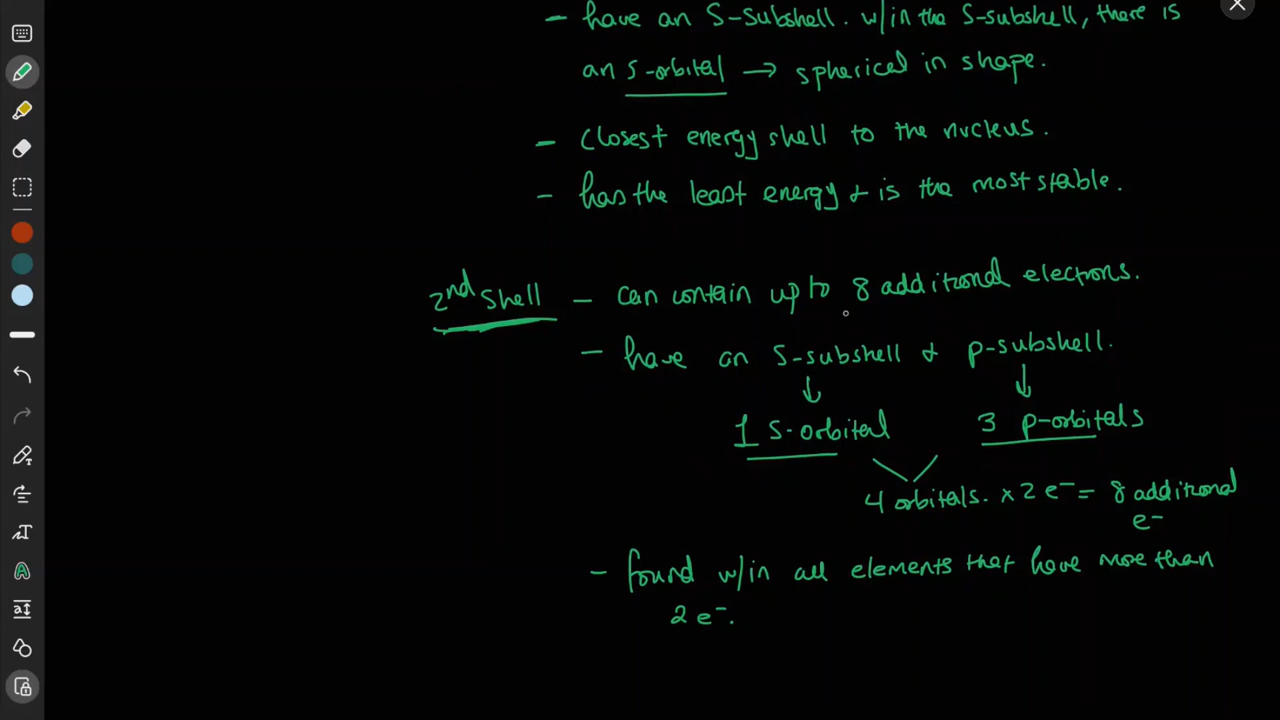 - have an S-Subshell. w/in the S-subshell, there is
an s-orbital → spherical in shape.
- Closest energy shell to the nucleus.
- has the least energy & is the most stable.
2nd Shell - can contain up to 8 additional electrons.
- have an S-subshell & p-subshell.
↓ ↓
1 S-orbital 3 p-orbitals
4 orbitals. x 2 e⁻ = 8 additional
e⁻
- found w/in all elements that have more than
2 e⁻.